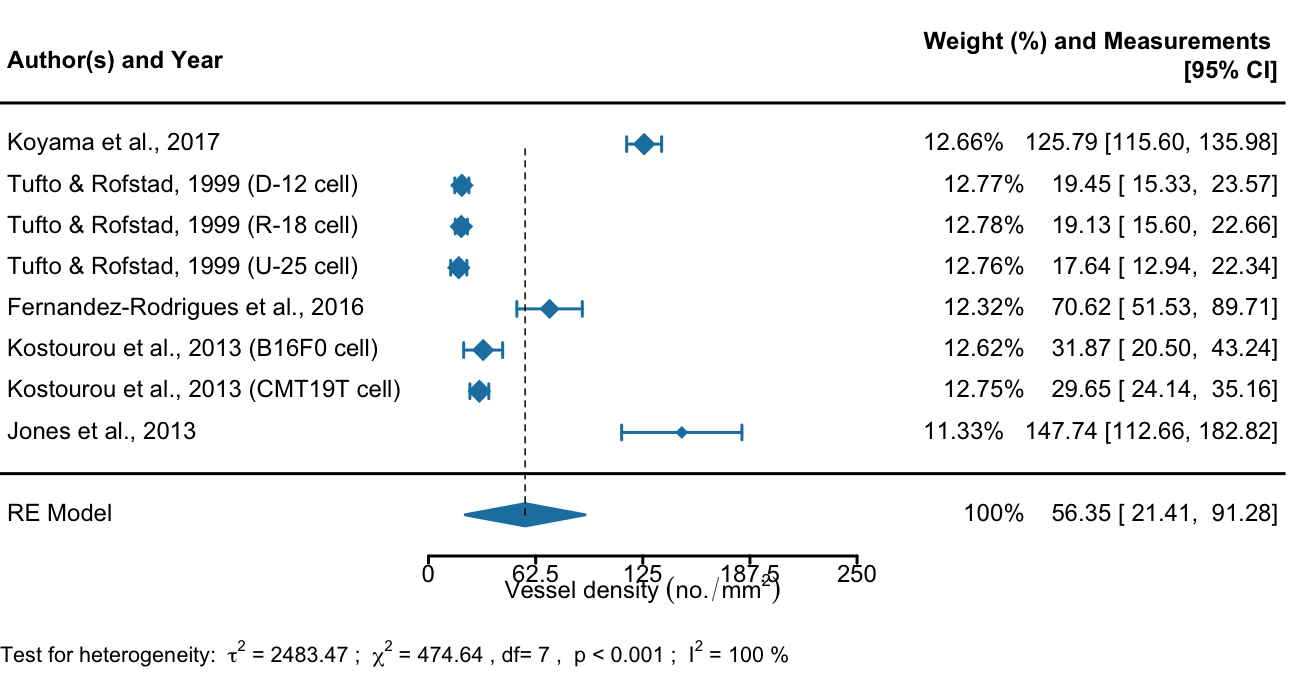 Author(s) and Year
Weight (%) and Measurements
[95% CI]
Koyama et al., 2017 12.66% 125.79 [115.60, 135.98]
Tufto & Rofstad, 1999 (D-12 cell) 12.77% 19.45 [ 15.33, 23.57]
Tufto & Rofstad, 1999 (R-18 cell) 12.78% 19.13 [ 15.60, 22.66]
Tufto & Rofstad, 1999 (U-25 cell) 12.76% 17.64 [ 12.94, 22.34]
Fernandez-Rodrigues et al., 2016 12.32% 70.62 [ 51.53, 89.71]
Kostourou et al., 2013 (B16F0 cell) 12.62% 31.87 [ 20.50, 43.24]
Kostourou et al., 2013 (CMT19T cell) 12.75% 29.65 [ 24.14, 35.16]
Jones et al., 2013 11.33% 147.74 [112.66, 182.82]
RE Model 100% 56.35 [ 21.41, 91.28]
0 62.5 125 187.5 250
Vessel density (no./mm²)
Test for heterogeneity: τ² = 2483.47 ; χ² = 474.64 , df= 7 , p < 0.001 ; I² = 100 %